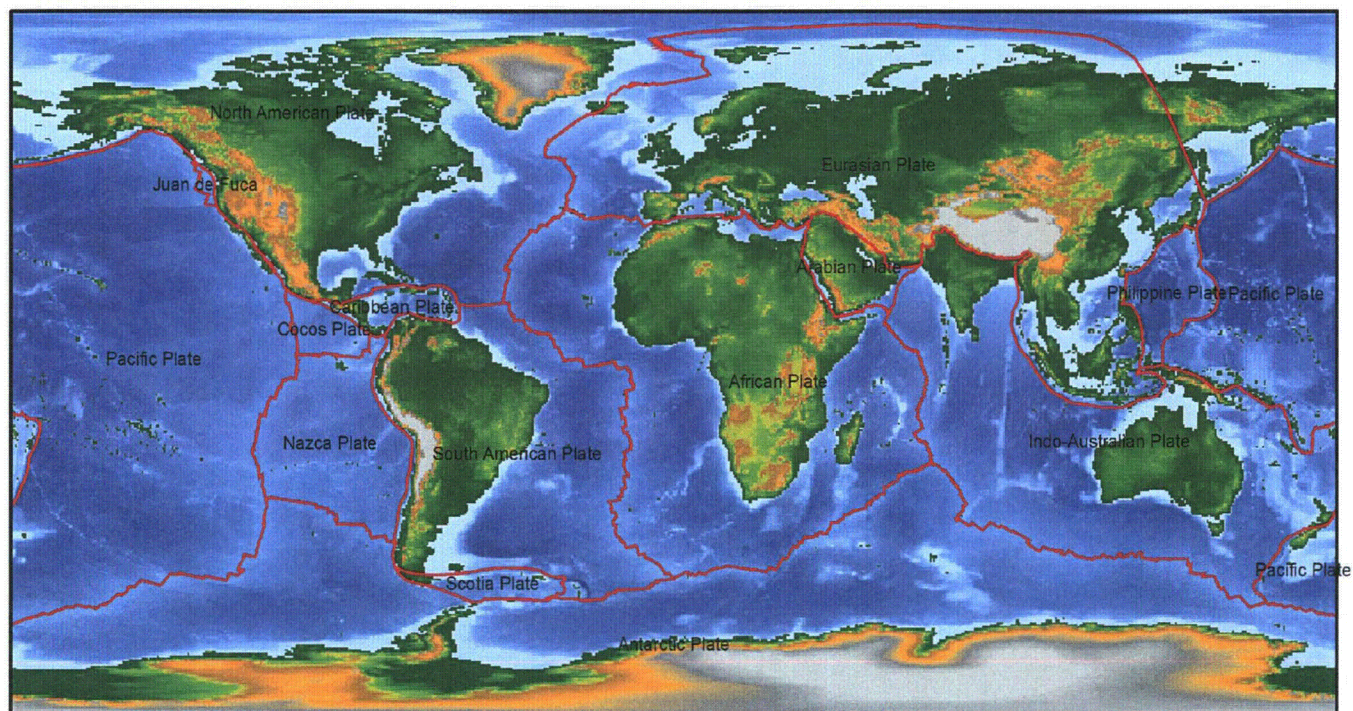 North American Plate
Eurasian Plate
Juan de Fuca
Arabian Plate
Philippine Plate
Pacific Plate
Caribbean Plate
Cocos Plate
Pacific Plate
African Plate
Nazca Plate
South American Plate
Indo-Australian Plate
Scotia Plate
Pacific Plate
Antarctic Plate